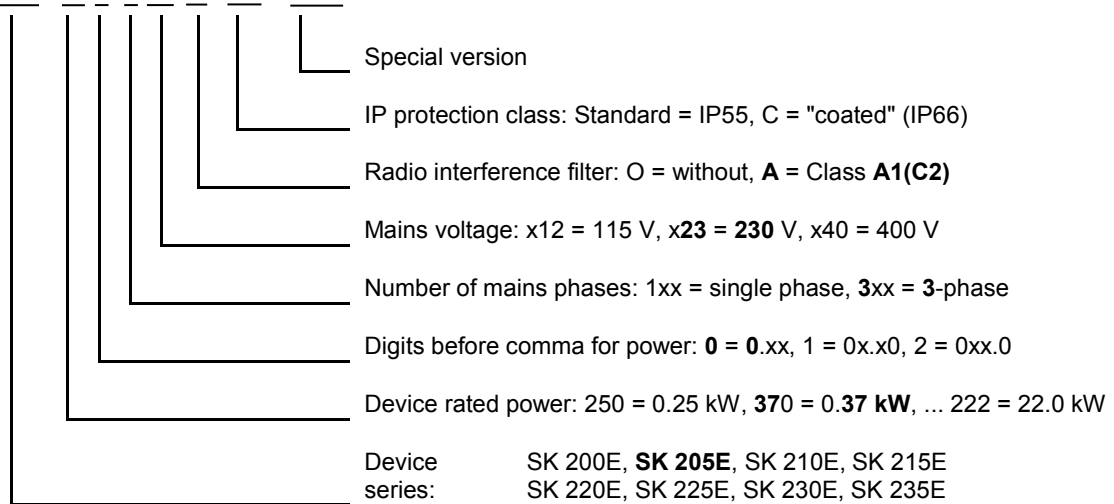 Special version
IP protection class: Standard = IP55, C = "coated" (IP66)
Radio interference filter: O = without, A = Class A1(C2)
Mains voltage: x12 = 115 V, x23 = 230 V, x40 = 400 V
Number of mains phases: 1xx = single phase, 3xx = 3-phase
Digits before comma for power: 0 = 0.xx, 1 = 0x.x0, 2 = 0xx.0
Device rated power: 250 = 0.25 kW, 370 = 0.37 kW, ... 222 = 22.0 kW
Device SK 200E, SK 205E, SK 210E, SK 215E
series: SK 220E, SK 225E, SK 230E, SK 235E